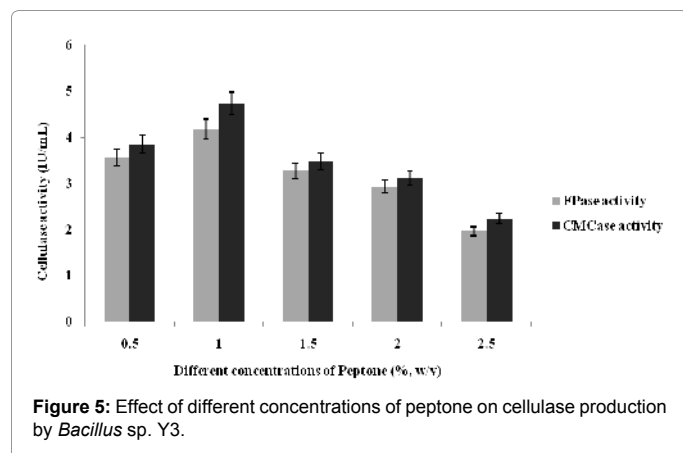 6
5
4
3
2
1
0
Cellulase activity (IU/mL)
0.5 1 1.5 2 2.5
Different concentrations of Peptone (%, w/v)
FPase activity
CMCase activity
Figure 5: Effect of different concentrations of peptone on cellulase production
by Bacillus sp. Y3.